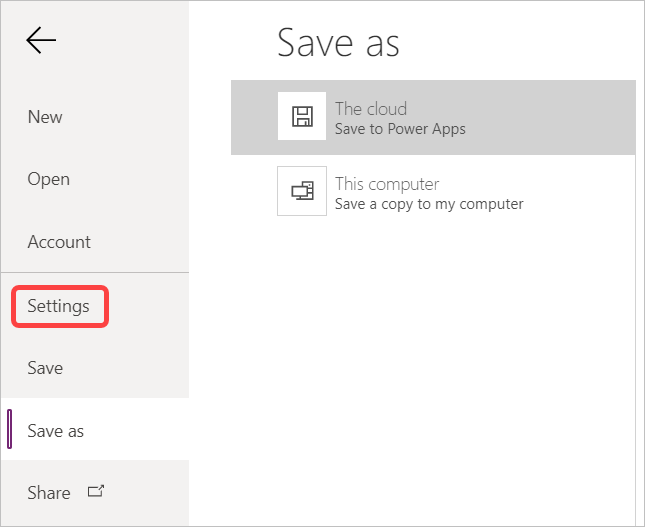 Save as
New
Open
Account
Settings
Save
Save as
Share
The cloud
Save to Power Apps
This computer
Save a copy to my computer